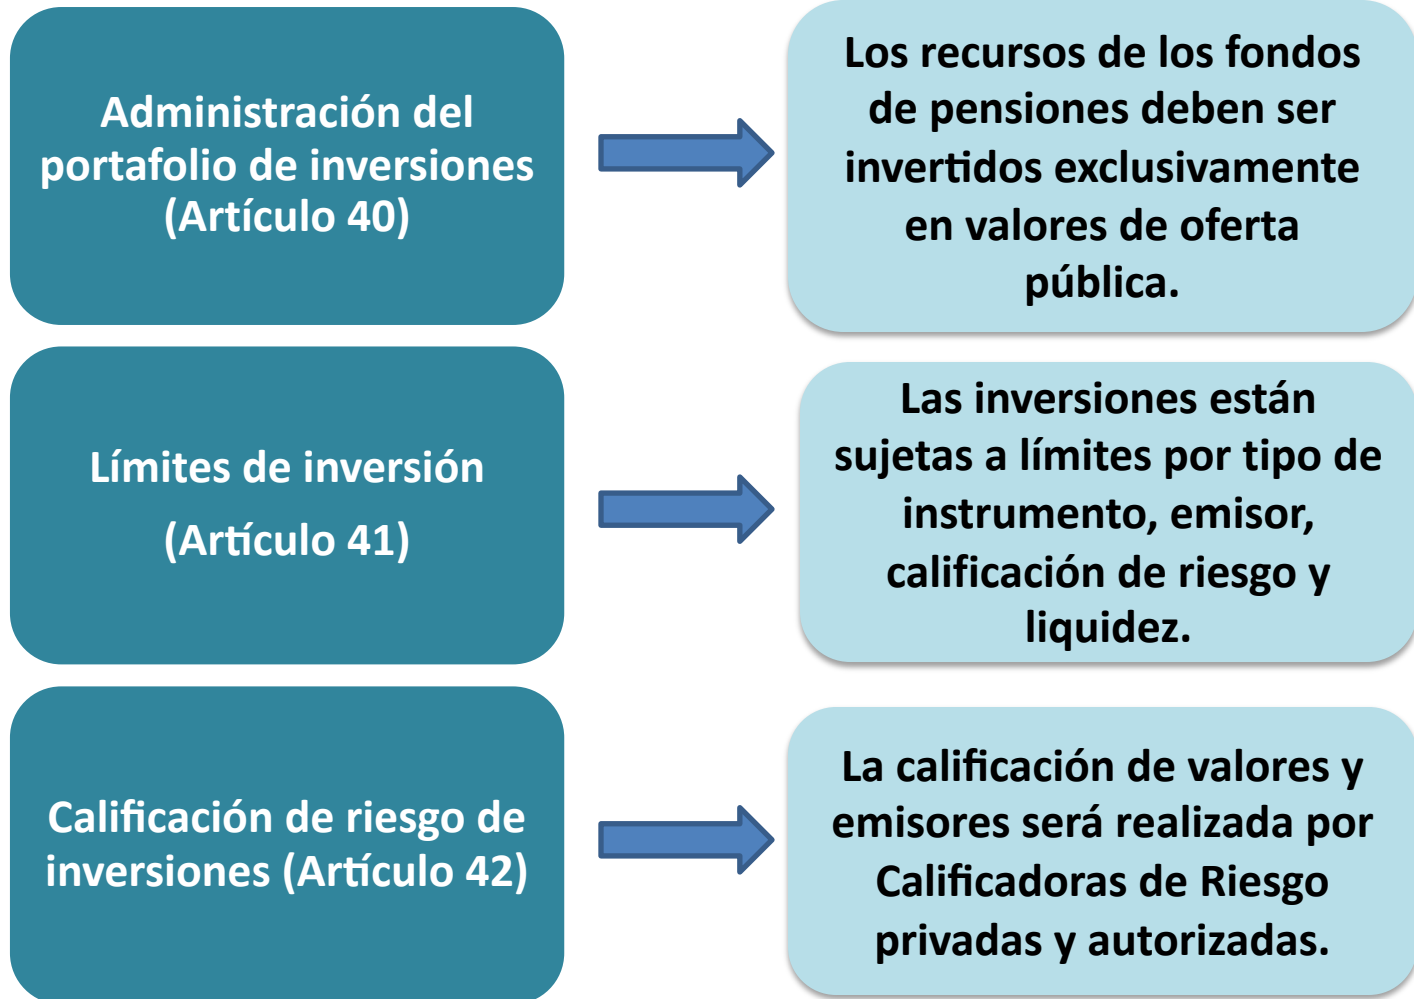 Administración del
portafolio de inversiones
(Artículo 40)
Los recursos de los fondos
de pensiones deben ser
invertidos exclusivamente
en valores de oferta
pública.
Límites de inversión
(Artículo 41)
Las inversiones están
sujetas a límites por tipo de
instrumento, emisor,
calificación de riesgo y
liquidez.
Calificación de riesgo de
inversiones (Artículo 42)
La calificación de valores y
emisores será realizada por
Calificadoras de Riesgo
privadas y autorizadas.